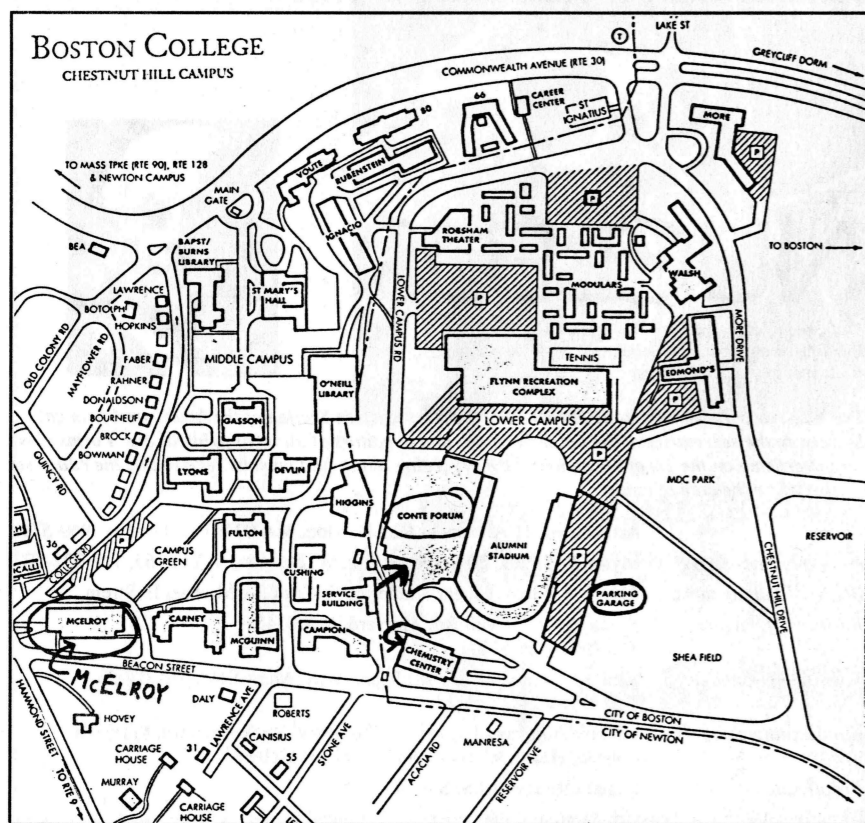 BOSTON COLLEGE
CHESTNUT HILL CAMPUS
LAKE ST
T
GREYCLIFF DORM
COMMONWEALTH AVENUE (RTE 30)
80
66
CAREER
CENTER
ST
IGNATIUS
MORE
P
TO MASS TPKE (RTE 90), RTE 128
& NEWTON CAMPUS
VOUTE
RUBENSTEIN
MAIN
GATE
IGNACIO
P
BEA
BAPST/
BURNS
LIBRARY
ROBSHAM
THEATER
TO BOSTON
LAWRENCE
ST MARY'S
HALL
LOWER CAMPUS RD
P
MODULARS
WALSH
BOTOLPH
HOPKINS
OLD COLONY RD
MAYFLOWER RD
MORE DRIVE
FABER
MIDDLE CAMPUS
TENNIS
P
RAHNER
O'NEILL
LIBRARY
FLYNN RECREATION
COMPLEX
EDMOND'S
DONALDSON
P
BOURNEUF
GASSON
LOWER CAMPUS
BROCK
P
BOWMAN
QUINCY RD
LYONS
DEVLIN
MDC PARK
HIGGINS
CONTE FORUM
RESERVOIR
36
COLLEGE RD
P
CAMPUS
GREEN
FULTON
ALUMNI
STADIUM
P
CHESTNUT HILL DRIVE
CUSHING
SERVICE
BUILDING
PARKING
GARAGE
MCELROY
CARNEY
MCGUINN
CAMPION
CHEMISTRY
CENTER
SHEA FIELD
BEACON STREET
McELROY
HAMMOND STREET
TO RTE 9
DALY
LAWRENCE AVE
ROBERTS
STONE AVE
CITY OF BOSTON
CITY OF NEWTON
HOVEY
CANISIUS
ACACIA RD
MANRESA
RESERVOIR AVE
CARRIAGE
HOUSE
31
55
MURRAY
CARRIAGE
HOUSE